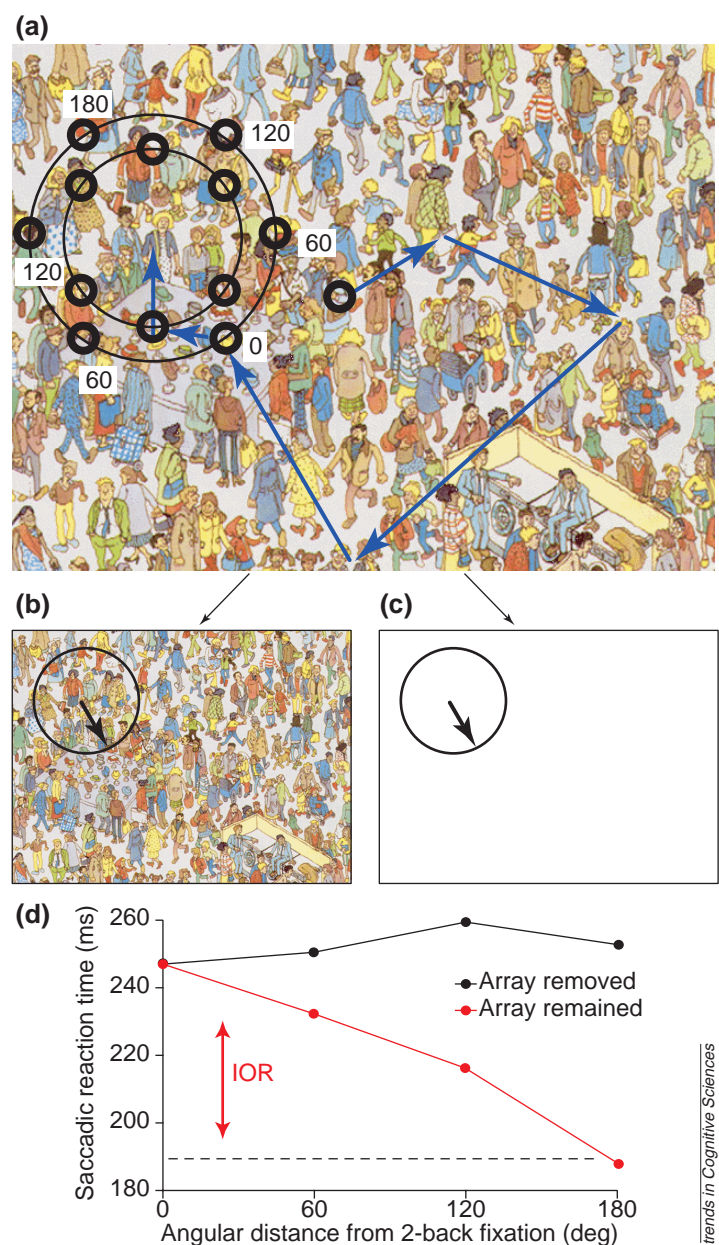 (a)
180
120
60
120
0
60
(b)
(c)
(d)
Saccadic reaction time (ms)
260
240
220
200
180
Array removed
Array remained
IOR
0
60
120
180
Angular distance from 2-back fixation (deg)
trends in Cognitive Sciences